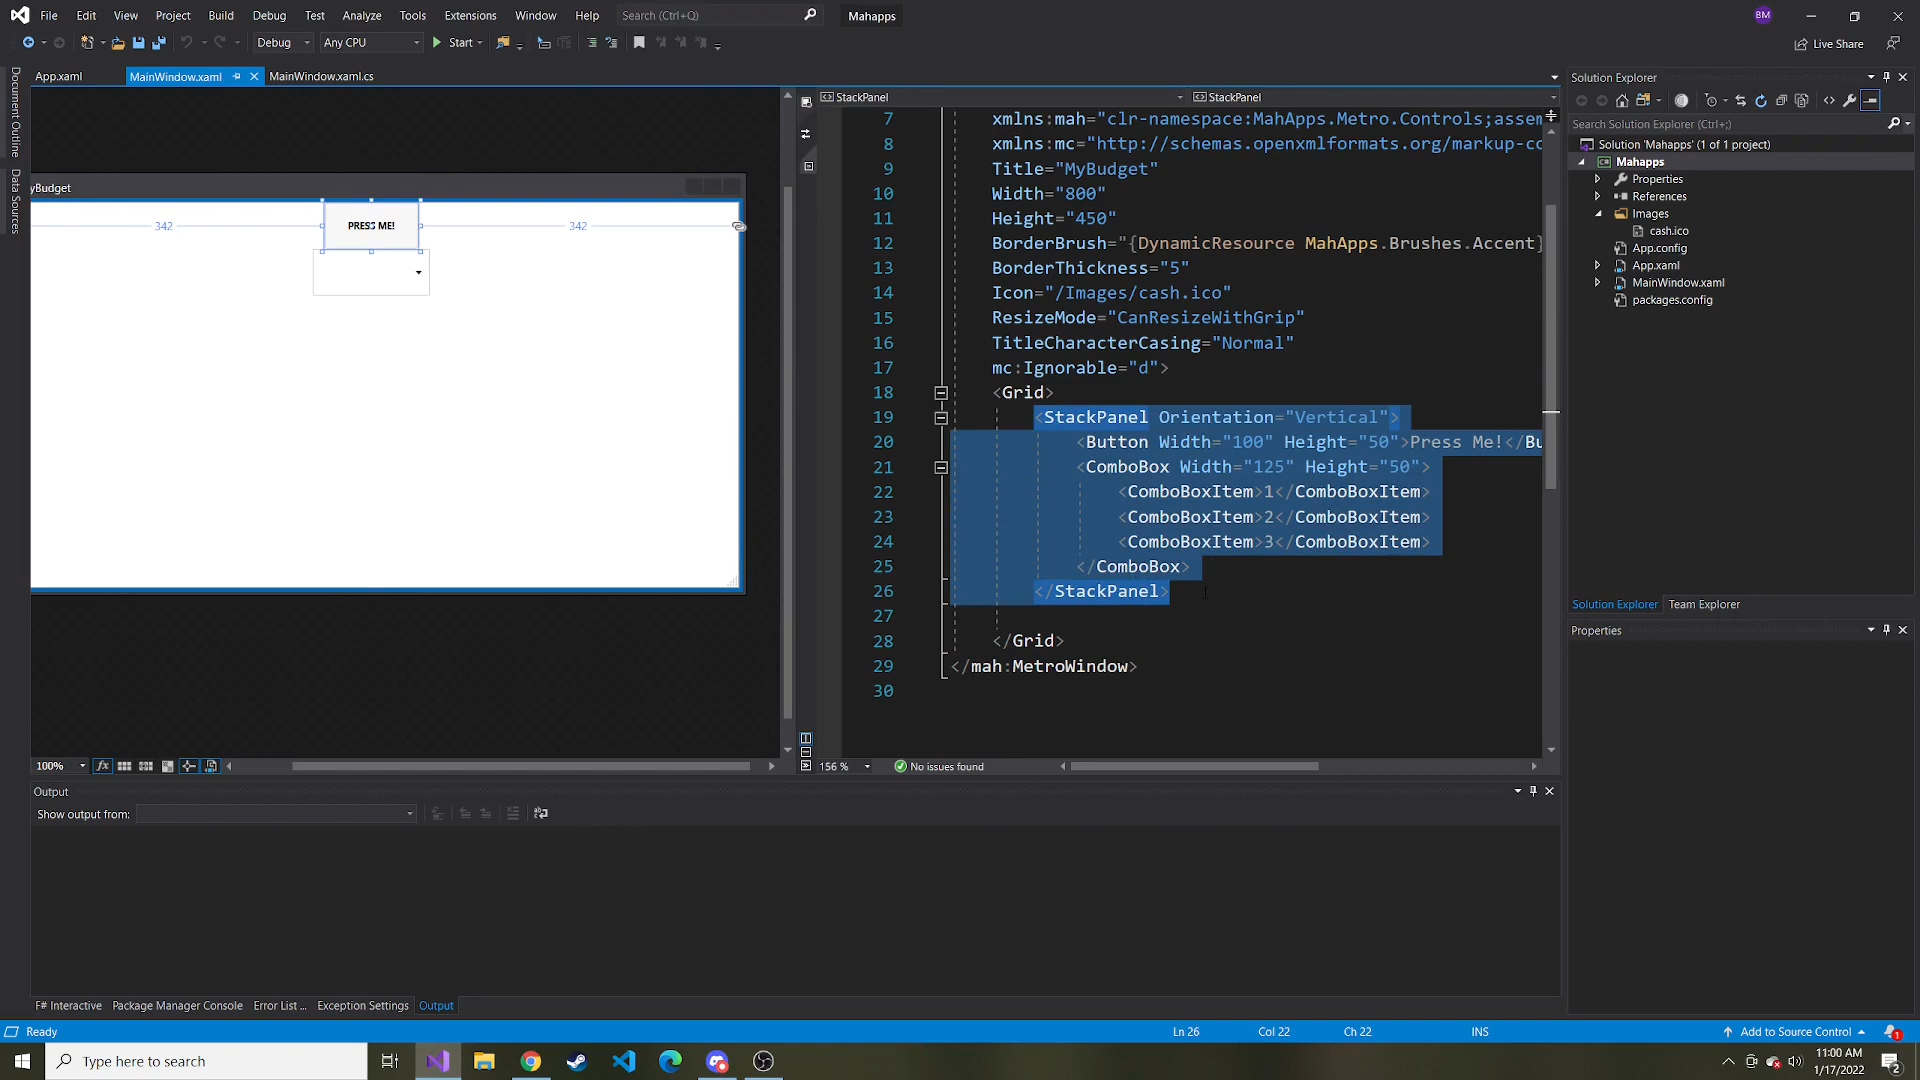 File Edit View Project Build Debug Test Analyze Tools Extensions Window Help Search (Ctrl+Q) Mahapps BM
Debug Any CPU Start Live Share
App.xaml MainWindow.xaml MainWindow.xaml.cs
Document Outline
Data Sources
yBudget
342 PRESS ME! 342
100%
StackPanel StackPanel
7 xmlns:mah="clr-namespace:MahApps.Metro.Controls;assem
8 xmlns:mc="http://schemas.openxmlformats.org/markup-co
9 Title="MyBudget"
10 Width="800"
11 Height="450"
12 BorderBrush="{DynamicResource MahApps.Brushes.Accent}
13 BorderThickness="5"
14 Icon="/Images/cash.ico"
15 ResizeMode="CanResizeWithGrip"
16 TitleCharacterCasing="Normal"
17 mc:Ignorable="d">
18 <Grid>
19 <StackPanel Orientation="Vertical">
20 <Button Width="100" Height="50">Press Me!</Bu
21 <ComboBox Width="125" Height="50">
22 <ComboBoxItem>1</ComboBoxItem>
23 <ComboBoxItem>2</ComboBoxItem>
24 <ComboBoxItem>3</ComboBoxItem>
25 </ComboBox>
26 </StackPanel>
27
28 </Grid>
29 </mah:MetroWindow>
30
156 % No issues found
Solution Explorer
Search Solution Explorer (Ctrl+;)
Solution 'Mahapps' (1 of 1 project)
Mahapps
Properties
References
Images
cash.ico
App.config
App.xaml
MainWindow.xaml
packages.config
Solution Explorer Team Explorer
Properties
Output
Show output from:
F# Interactive Package Manager Console Error List ... Exception Settings Output
Ready Ln 26 Col 22 Ch 22 INS Add to Source Control 1
Type here to search 11:00 AM
1/17/2022 2